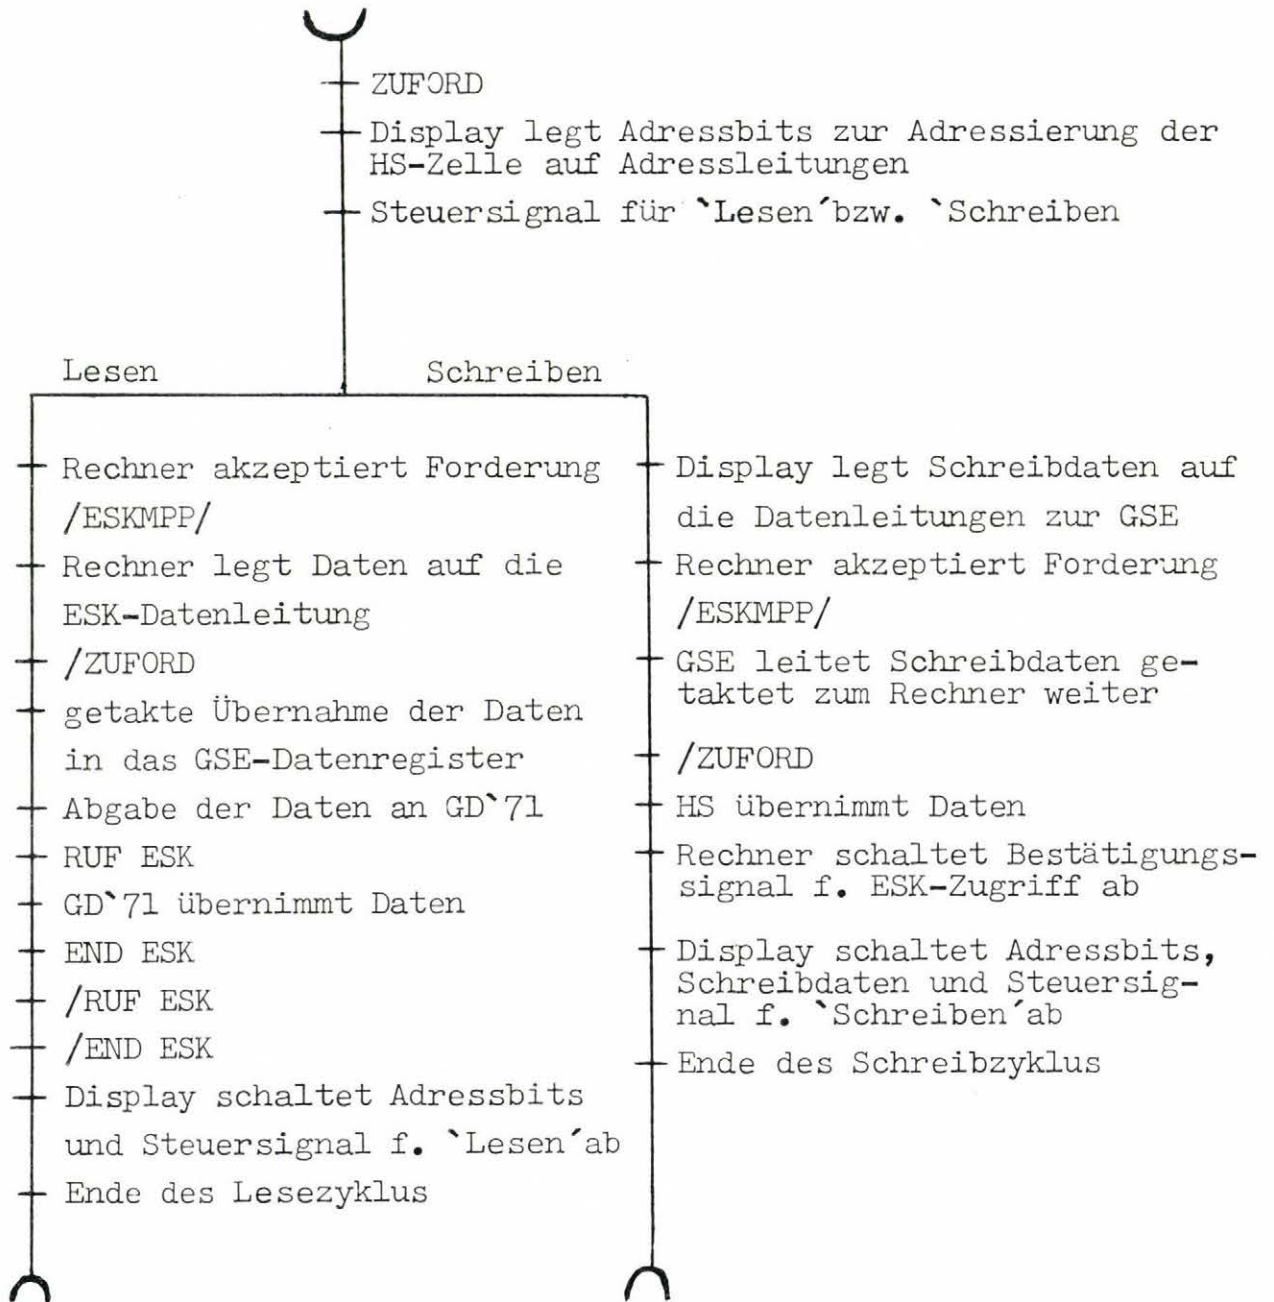 ZUFORD
Display legt Adressbits zur Adressierung der
HS-Zelle auf Adressleitungen
Steuersignal für `Lesen´bzw. `Schreiben
Lesen
Schreiben
Rechner akzeptiert Forderung
/ESKMPP/
Rechner legt Daten auf die
ESK-Datenleitung
/ZUFORD
getakte Übernahme der Daten
in das GSE-Datenregister
Abgabe der Daten an GD`71
RUF ESK
GD`71 übernimmt Daten
END ESK
/RUF ESK
/END ESK
Display schaltet Adressbits
und Steuersignal f. `Lesen´ab
Ende des Lesezyklus
Display legt Schreibdaten auf
die Datenleitungen zur GSE
Rechner akzeptiert Forderung
/ESKMPP/
GSE leitet Schreibdaten ge-
taktet zum Rechner weiter
/ZUFORD
HS übernimmt Daten
Rechner schaltet Bestätigungs-
signal f. ESK-Zugriff ab
Display schaltet Adressbits,
Schreibdaten und Steuersig-
nal f. `Schreiben´ab
Ende des Schreibzyklus